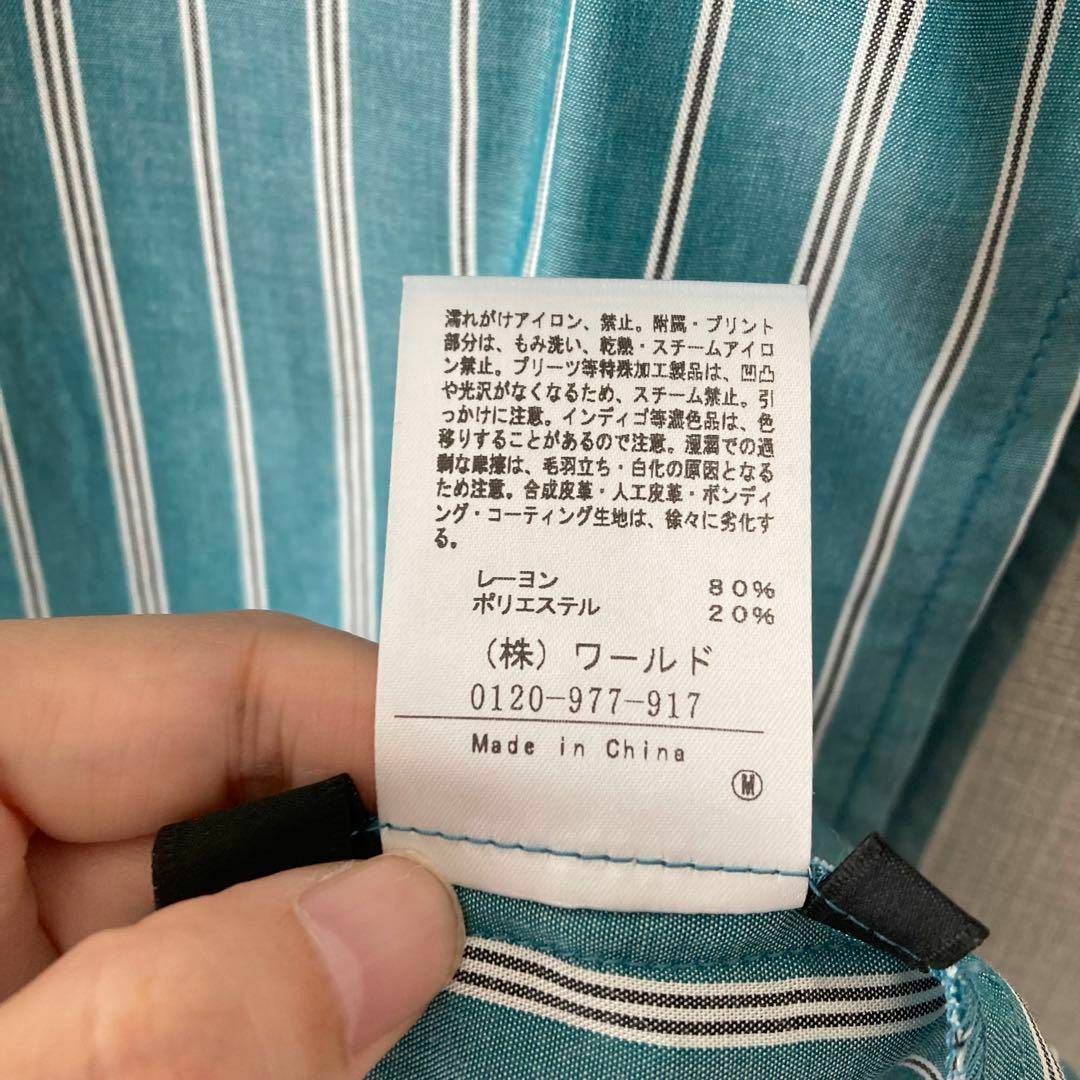 濡れがけアイロン、禁止。附属・プリント
部分は、もみ洗い、乾熱・スチームアイロ
ン禁止。プリーツ等特殊加工製品は、凹凸
や光沢がなくなるため、スチーム禁止。引
っかけに注意。インディゴ等濃色品は、色
移りすることがあるので注意。湿潤での過
剰な摩擦は、毛羽立ち・白化の原因となる
ため注意。合成皮革・人工皮革・ボンディ
ング・コーティング生地は、徐々に劣化す
る。
レーヨン 80%
ポリエステル 20%
(株) ワールド
0120-977-917
Made in China
Ⓜ